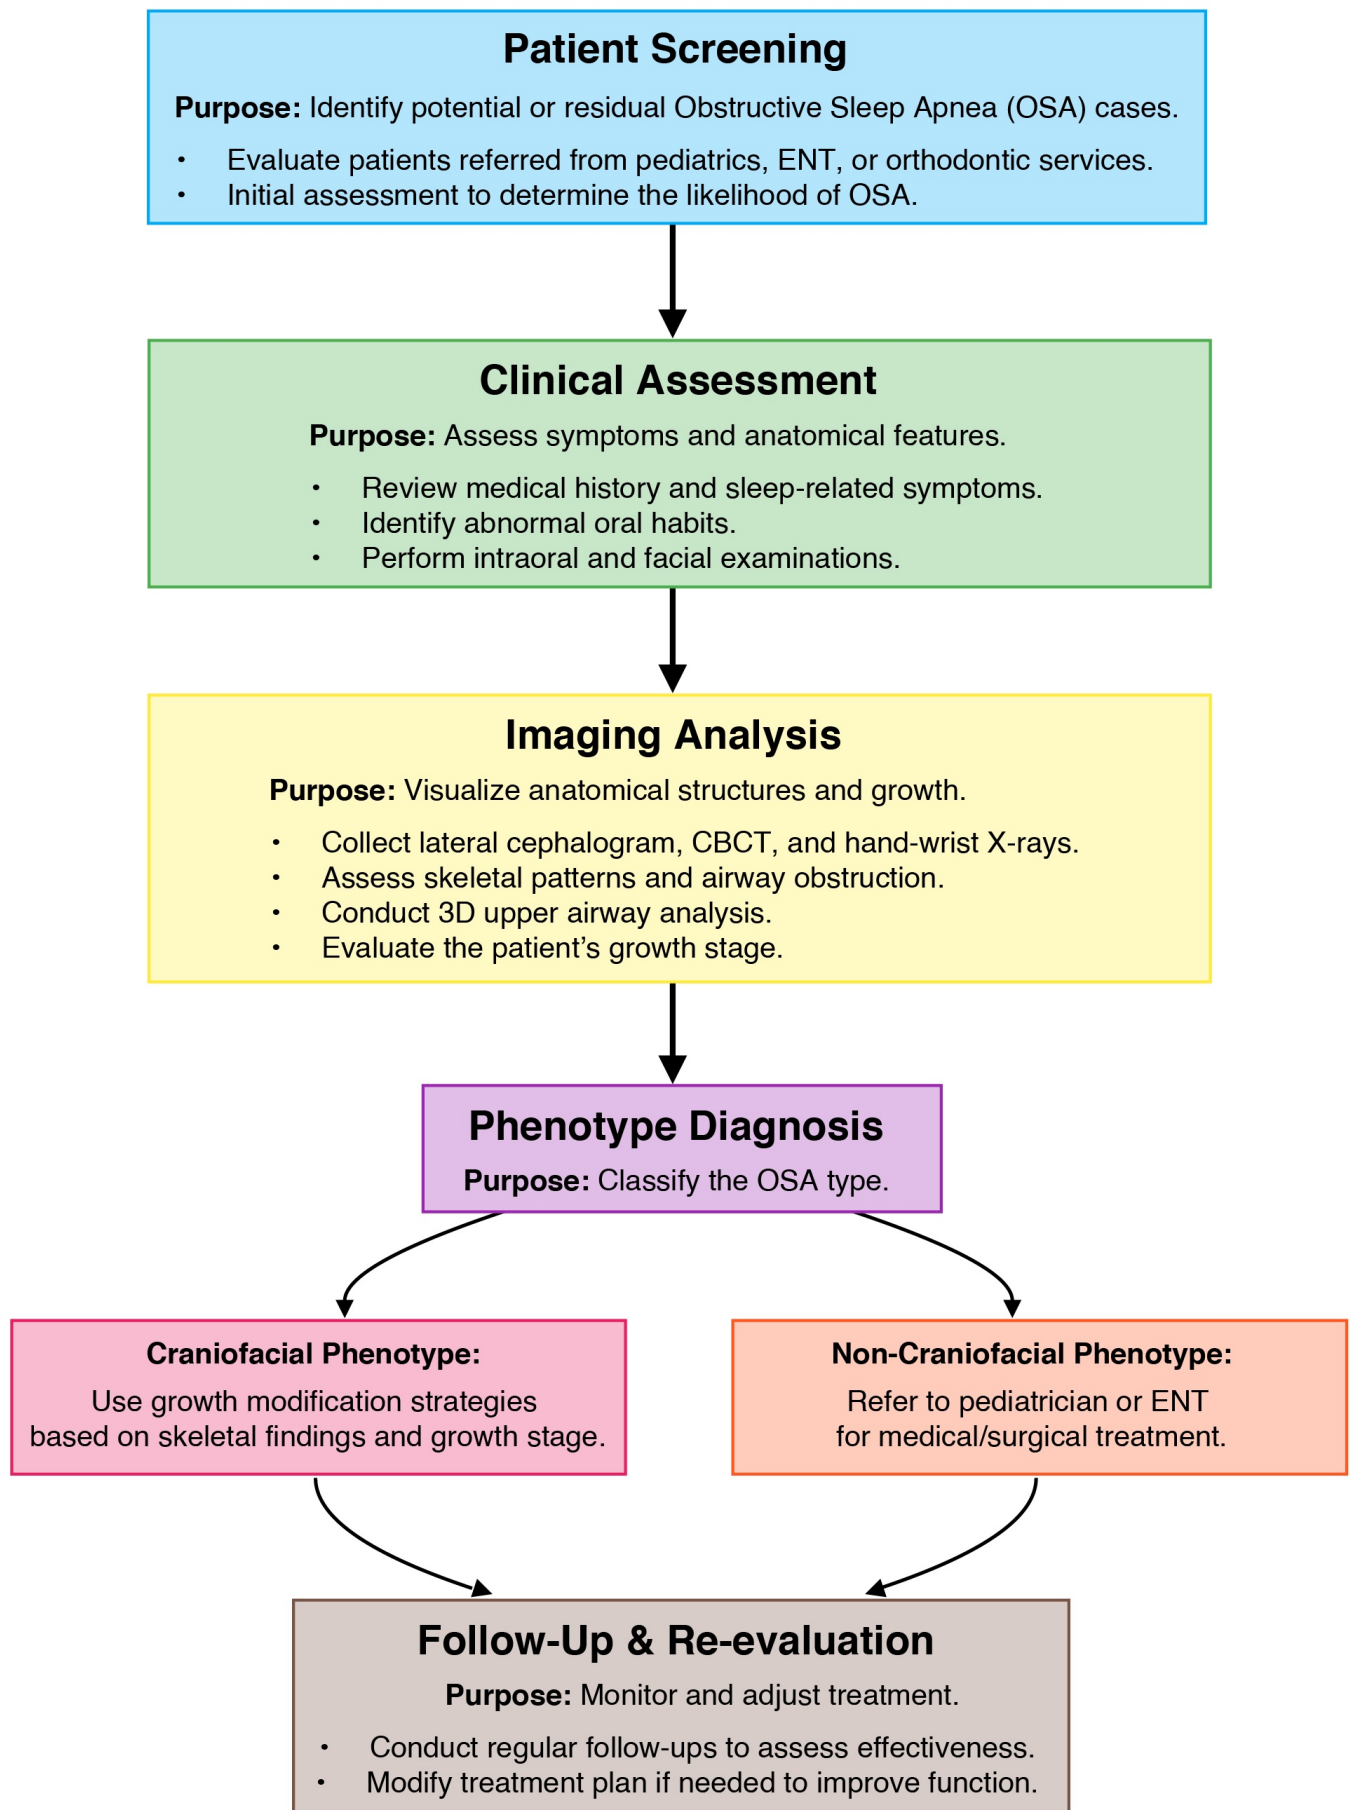 Patient Screening
Purpose: Identify potential or residual Obstructive Sleep Apnea (OSA) cases.
• Evaluate patients referred from pediatrics, ENT, or orthodontic services.
• Initial assessment to determine the likelihood of OSA.
Clinical Assessment
Purpose: Assess symptoms and anatomical features.
• Review medical history and sleep-related symptoms.
• Identify abnormal oral habits.
• Perform intraoral and facial examinations.
Imaging Analysis
Purpose: Visualize anatomical structures and growth.
• Collect lateral cephalogram, CBCT, and hand-wrist X-rays.
• Assess skeletal patterns and airway obstruction.
• Conduct 3D upper airway analysis.
• Evaluate the patient’s growth stage.
Phenotype Diagnosis
Purpose: Classify the OSA type.
Craniofacial Phenotype:
Use growth modification strategies
based on skeletal findings and growth stage.
Non-Craniofacial Phenotype:
Refer to pediatrician or ENT
for medical/surgical treatment.
Follow-Up & Re-evaluation
Purpose: Monitor and adjust treatment.
• Conduct regular follow-ups to assess effectiveness.
• Modify treatment plan if needed to improve function.